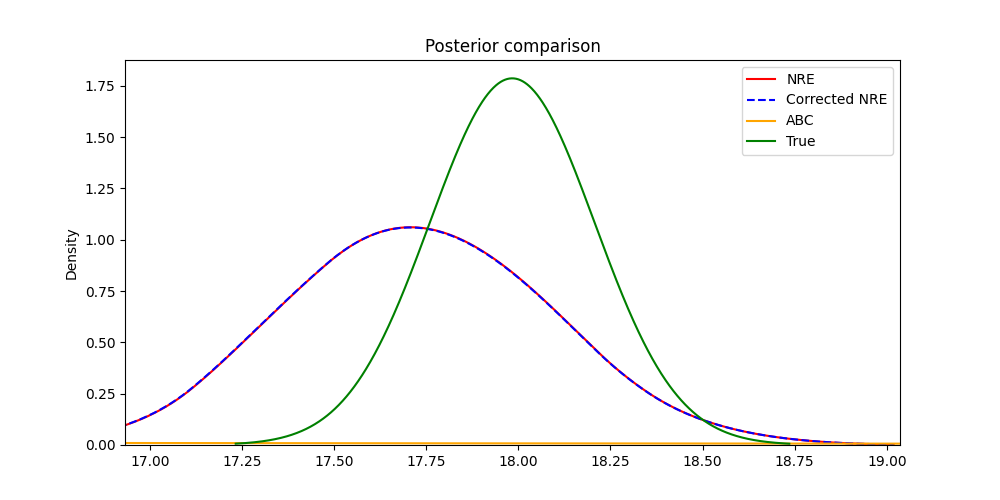 Posterior comparison
NRE
Corrected NRE
ABC
True
Density
1.75
1.50
1.25
1.00
0.75
0.50
0.25
0.00
17.00 17.25 17.50 17.75 18.00 18.25 18.50 18.75 19.00